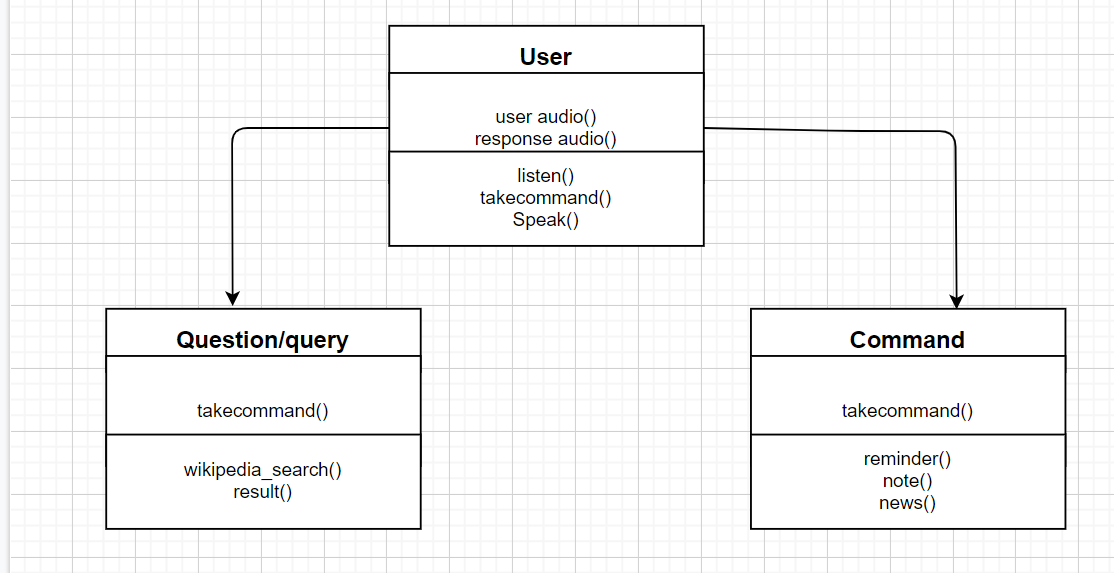 User
user audio()
response audio()
listen()
takecommand()
Speak()
Question/query
takecommand()
wikipedia_search()
result()
Command
takecommand()
reminder()
note()
news()